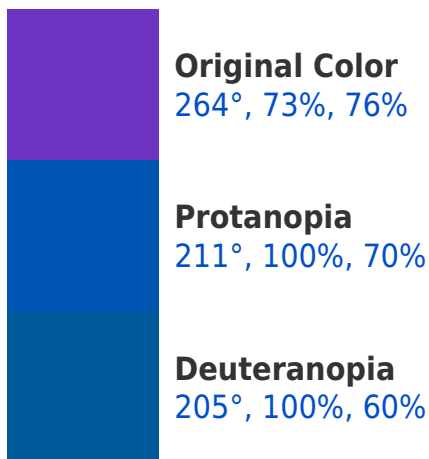 Original Color
264°, 73%, 76%
Protanopia
211°, 100%, 70%
Deuteranopia
205°, 100%, 60%